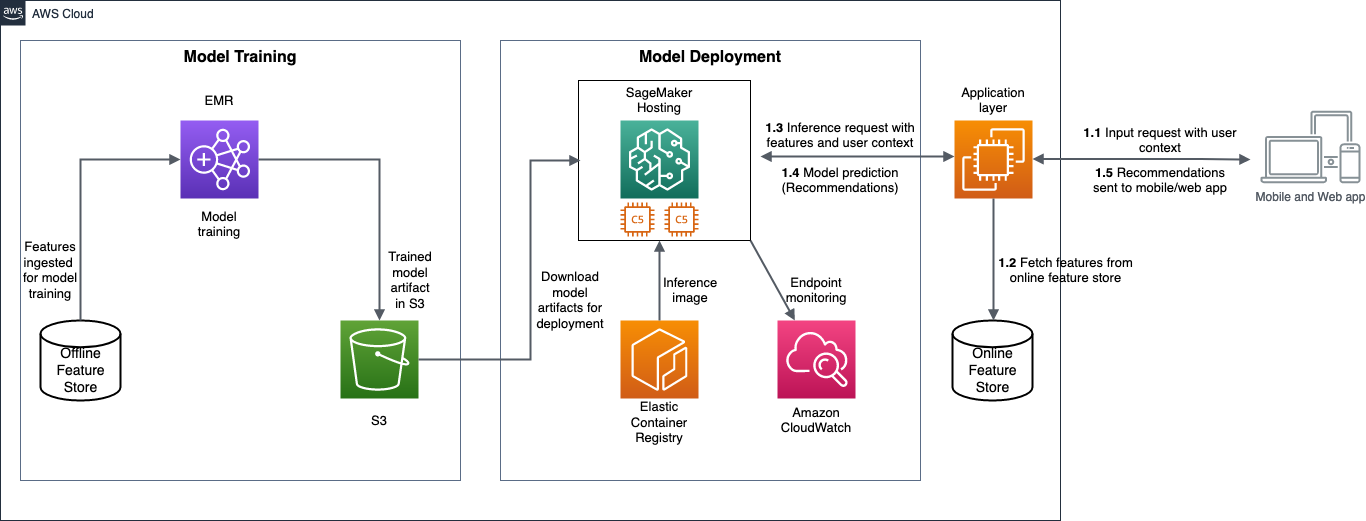 aws
AWS Cloud
Model Training
EMR
Model
training
Features
ingested
for model
training
Offline
Feature
Store
Trained
model
artifact
in S3
S3
Model Deployment
SageMaker
Hosting
C5
C5
Download
model
artifacts for
deployment
Inference
image
Elastic
Container
Registry
Endpoint
monitoring
Amazon
CloudWatch
1.3 Inference request with
features and user context
1.4 Model prediction
(Recommendations)
Application
layer
1.2 Fetch features from
online feature store
Online
Feature
Store
1.1 Input request with user
context
1.5 Recommendations
sent to mobile/web app
Mobile and Web app